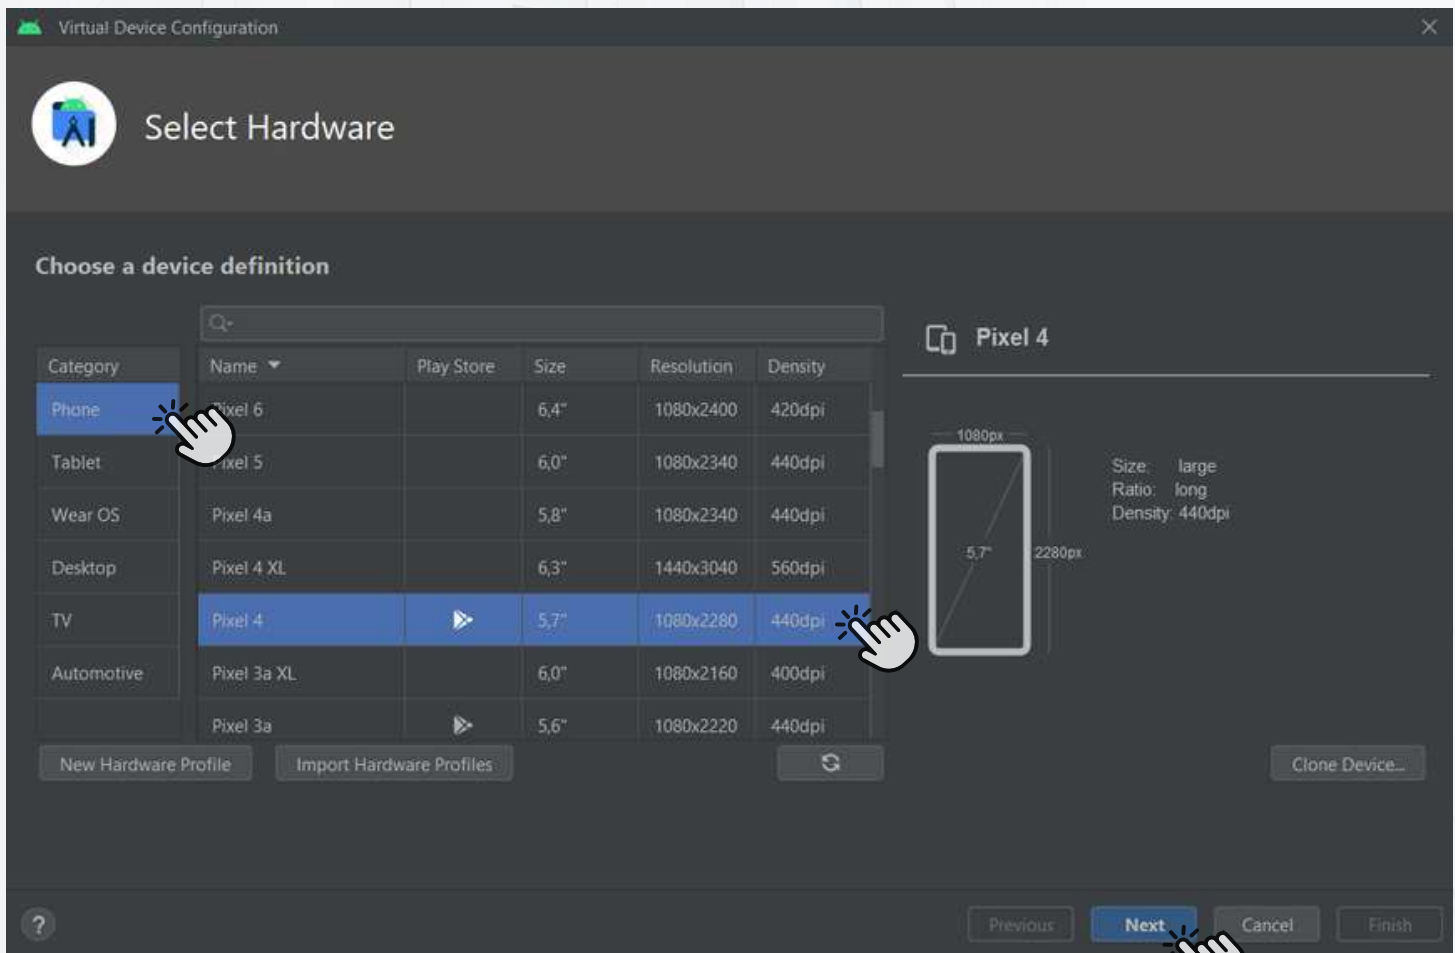 Virtual Device Configuration
Select Hardware
Choose a device definition
Category
Phone
Tablet
Wear OS
Desktop
TV
Automotive
Name Play Store Size Resolution Density
Pixel 6 6,4" 1080x2400 420dpi
Pixel 5 6,0" 1080x2340 440dpi
Pixel 4a 5,8" 1080x2340 440dpi
Pixel 4 XL 6,3" 1440x3040 560dpi
Pixel 4 5,7" 1080x2280 440dpi
Pixel 3a XL 6,0" 1080x2160 400dpi
Pixel 3a 5,6" 1080x2220 440dpi
New Hardware Profile Import Hardware Profiles
Pixel 4
1080px
5,7" 2280px
Size: large
Ratio: long
Density: 440dpi
Clone Device...
? Previous Next Cancel Finish